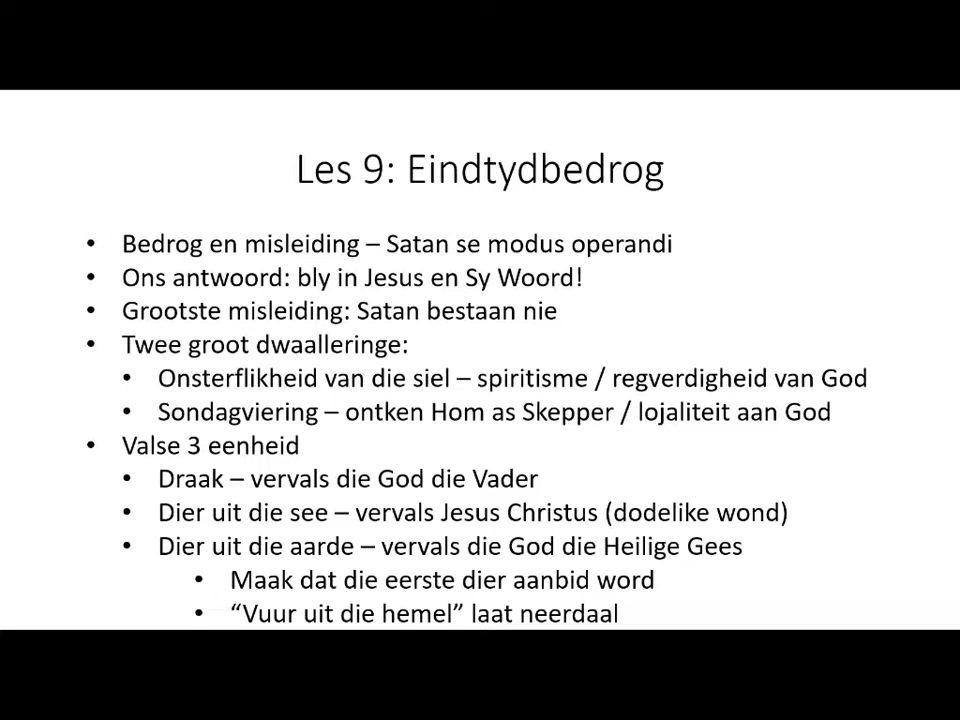 Les 9: Eindtydbedrog
• Bedrog en misleiding – Satan se modus operandi
• Ons antwoord: bly in Jesus en Sy Woord!
• Grootste misleiding: Satan bestaan nie
• Twee groot dwaalleringe:
• Onsterflikheid van die siel – spiritisme / regverdigheid van God
• Sondagviering – ontken Hom as Skepper / lojaliteit aan God
• Valse 3 eenheid
• Draak – vervals die God die Vader
• Dier uit die see – vervals Jesus Christus (dodelike wond)
• Dier uit die aarde – vervals die God die Heilige Gees
• Maak dat die eerste dier aanbid word
• “Vuur uit die hemel” laat neerdaal